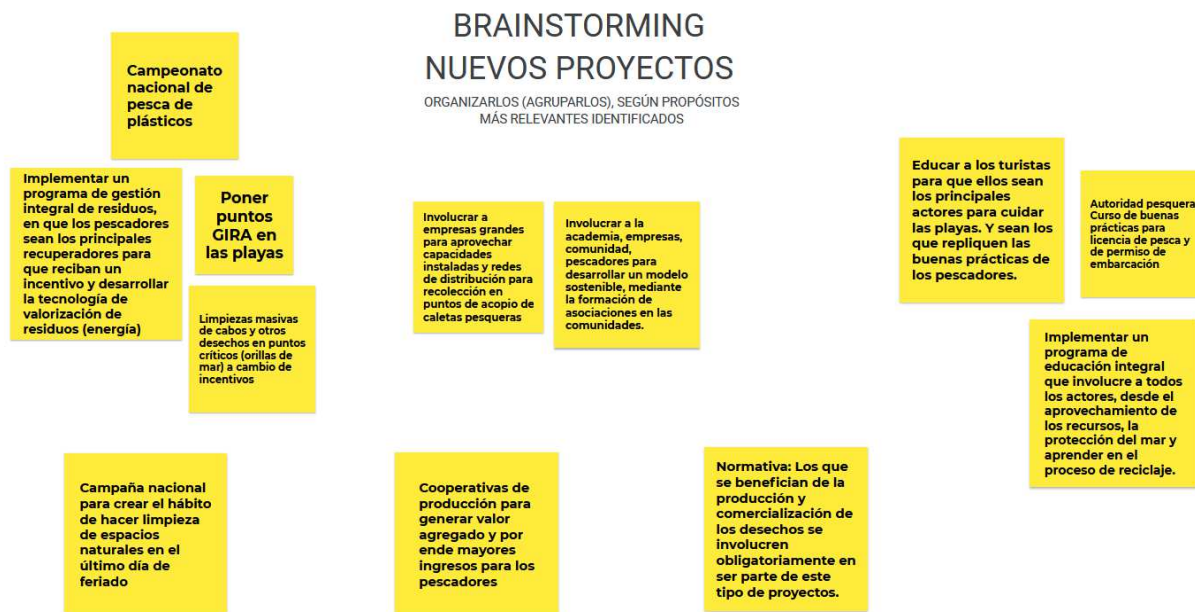 BRAINSTORMING
NUEVOS PROYECTOS
ORGANIZARLOS (AGRUPARLOS), SEGÚN PROPÓSITOS
MÁS RELEVANTES IDENTIFICADOS
Campeonato
nacional de
pesca de
plásticos
Implementar un
programa de gestión
integral de residuos,
en que los pescadores
sean los principales
recuperadores para
que reciban un
incentivo y desarrollar
la tecnología de
valorización de
residuos (energía)
Poner
puntos
GIRA en
las playas
Limpiezas masivas
de cabos y otros
desechos en puntos
críticos (orillas de
mar) a cambio de
incentivos
Involucrar a
empresas grandes
para aprovechar
capacidades
instaladas y redes
de distribución para
recolección en
puntos de acopio de
caletas pesqueras
Involucrar a la
academia, empresas,
comunidad,
pescadores para
desarrollar un modelo
sostenible, mediante
la formación de
asociaciones en las
comunidades.
Educar a los turistas
para que ellos sean
los principales
actores para cuidar
las playas. Y sean los
que repliquen las
buenas prácticas de
los pescadores.
Autoridad pesquera
Curso de buenas
prácticas para
licencia de pesca y
de permiso de
embarcación
Implementar un
programa de
educación integral
que involucre a todos
los actores, desde el
aprovechamiento de
los recursos, la
protección del mar y
aprender en el
proceso de reciclaje.
Campaña nacional
para crear el hábito
de hacer limpieza
de espacios
naturales en el
último día de
feriado
Cooperativas de
producción para
generar valor
agregado y por
ende mayores
ingresos para los
pescadores
Normativa: Los que
se benefician de la
producción y
comercialización de
los desechos se
involucren
obligatoriamente en
ser parte de este
tipo de proyectos.